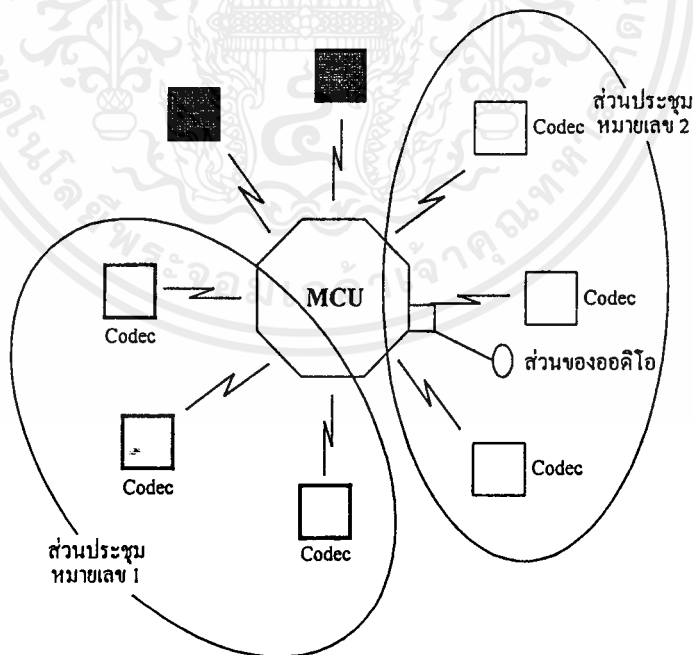 ส่วนประชุม
หมายเลข 2
Codec
MCU
Codec
Codec
ส่วนของออดิโอ
Codec
Codec
Codec
ส่วนประชุม
หมายเลข 1